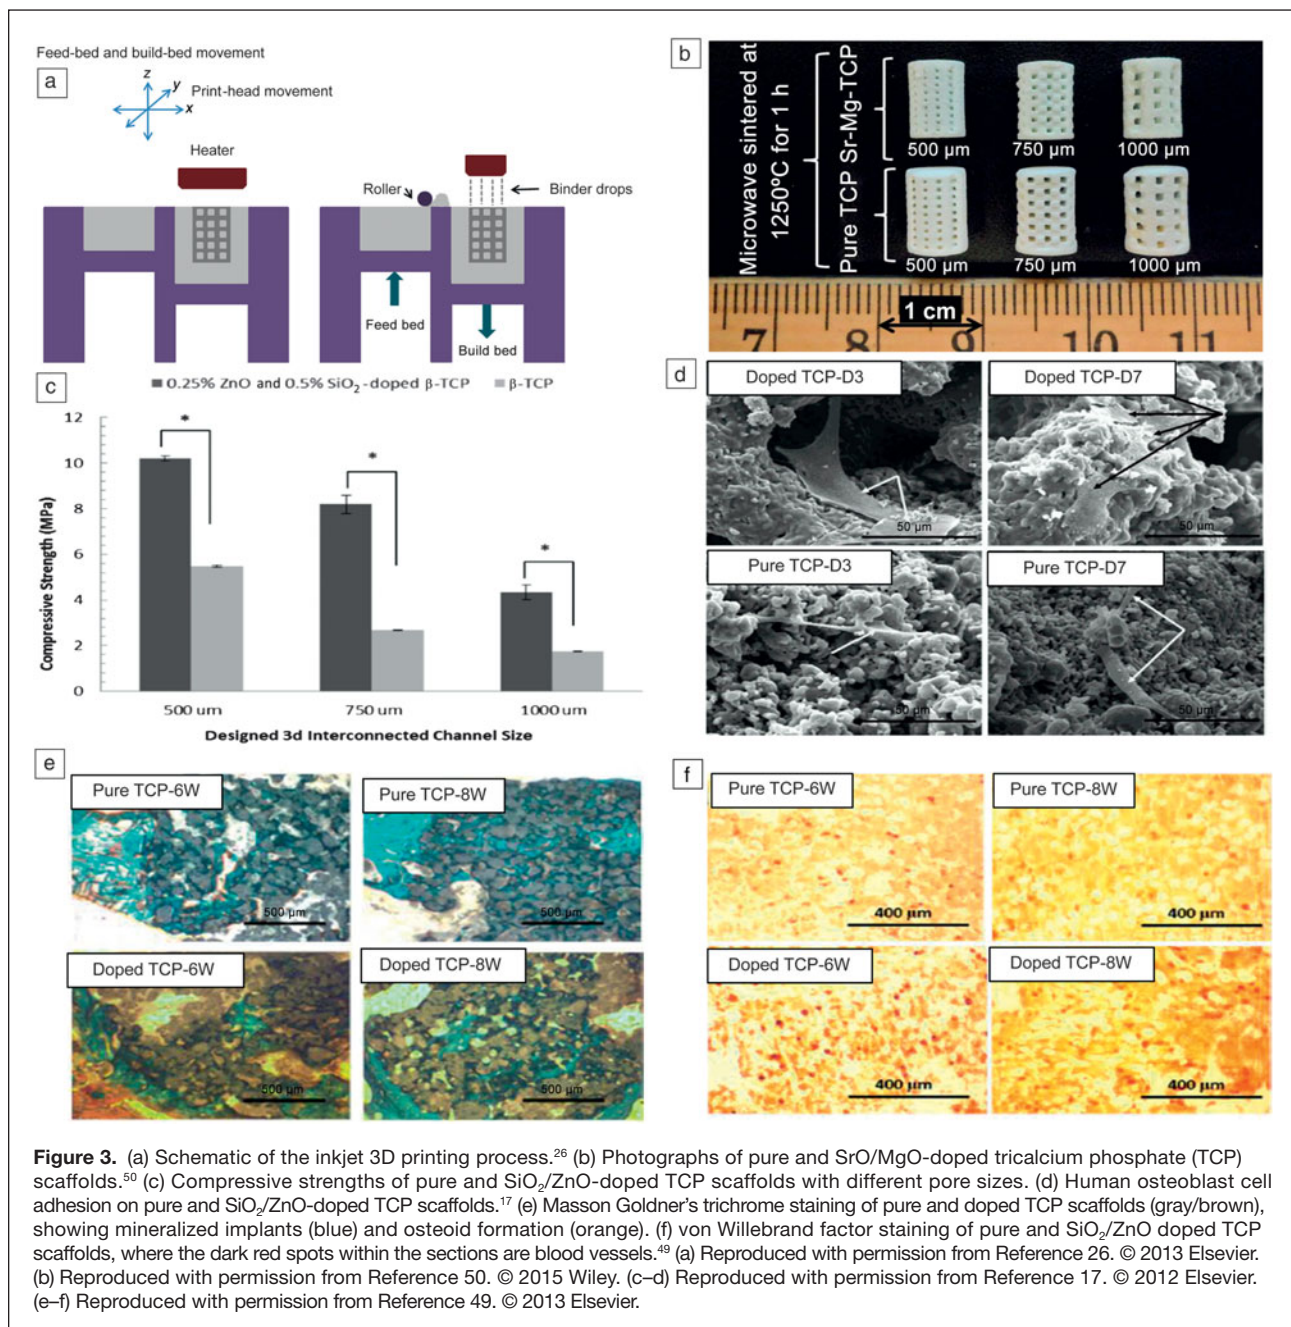 Feed-bed and build-bed movement
a
z
y
Print-head movement
x
Heater
Roller
Binder drops
Feed bed
Build bed
b
Microwave sintered at
1250ºC for 1 h
Pure TCP Sr-Mg-TCP
500 µm
750 µm
1000 µm
500 µm
750 µm
1000 µm
1 cm
7 8 9 10 11
c
0.25% ZnO and 0.5% SiO₂-doped β-TCP
β-TCP
Compressive Strength (MPa)
12
10
8
6
4
2
0
*
*
*
500 um
750 um
1000 um
Designed 3d Interconnected Channel Size
d
Doped TCP-D3
50 µm
Doped TCP-D7
50 µm
Pure TCP-D3
50 µm
Pure TCP-D7
50 µm
e
Pure TCP-6W
500 µm
Pure TCP-8W
500 µm
Doped TCP-6W
500 µm
Doped TCP-8W
500 µm
f
Pure TCP-6W
400 µm
Pure TCP-8W
400 µm
Doped TCP-6W
400 µm
Doped TCP-8W
400 µm
Figure 3. (a) Schematic of the inkjet 3D printing process.²⁶ (b) Photographs of pure and SrO/MgO-doped tricalcium phosphate (TCP)
scaffolds.⁵⁰ (c) Compressive strengths of pure and SiO₂/ZnO-doped TCP scaffolds with different pore sizes. (d) Human osteoblast cell
adhesion on pure and SiO₂/ZnO-doped TCP scaffolds.¹⁷ (e) Masson Goldner's trichrome staining of pure and doped TCP scaffolds (gray/brown),
showing mineralized implants (blue) and osteoid formation (orange). (f) von Willebrand factor staining of pure and SiO₂/ZnO doped TCP
scaffolds, where the dark red spots within the sections are blood vessels.⁴⁹ (a) Reproduced with permission from Reference 26. © 2013 Elsevier.
(b) Reproduced with permission from Reference 50. © 2015 Wiley. (c–d) Reproduced with permission from Reference 17. © 2012 Elsevier.
(e–f) Reproduced with permission from Reference 49. © 2013 Elsevier.